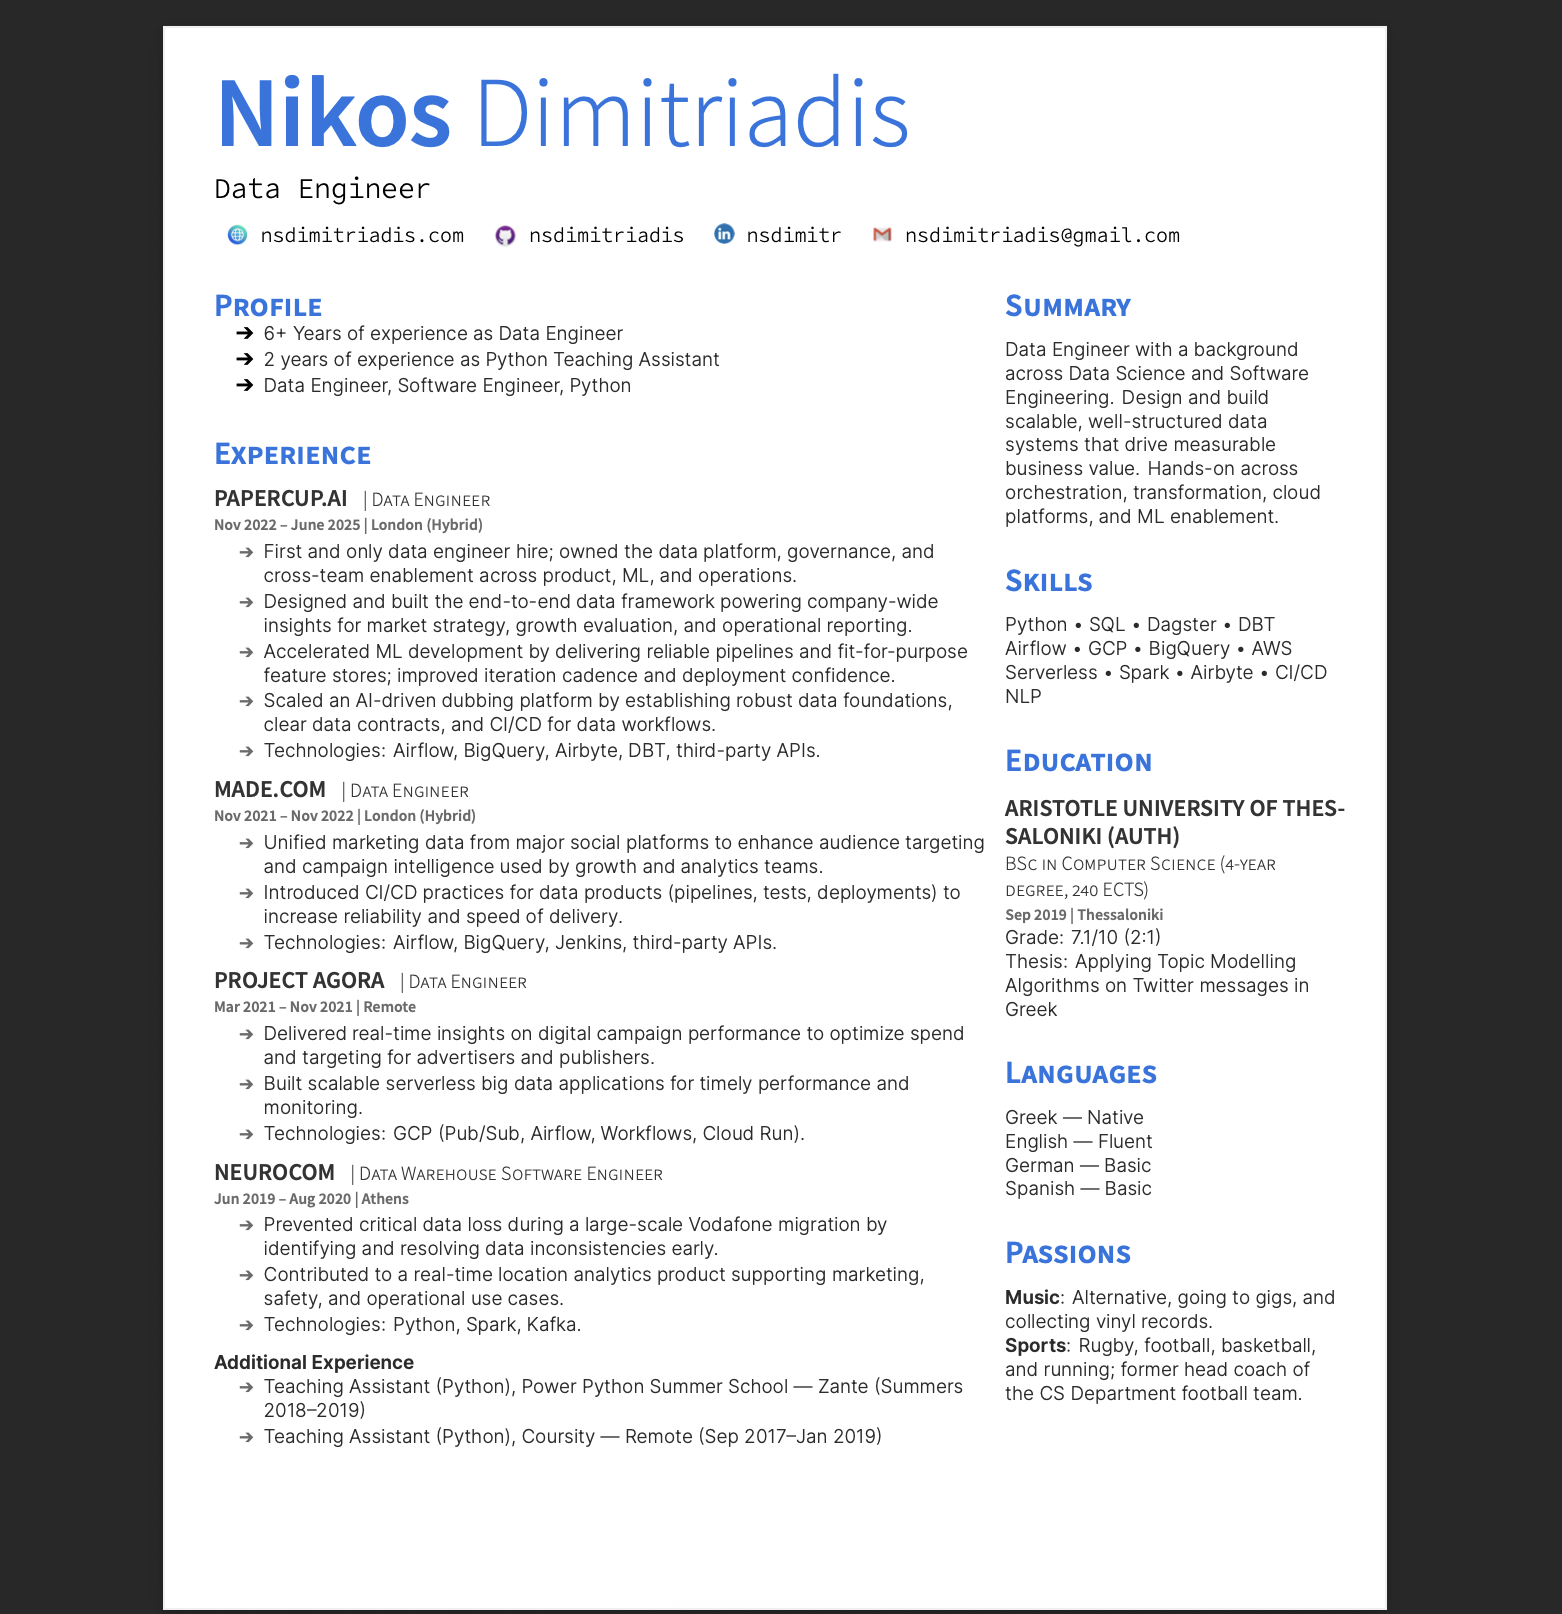 Nikos Dimitriadis
Data Engineer
nsdimitriadis.com nsdimitriadis nsdimitr nsdimitriadis@gmail.com
Profile
➔ 6+ Years of experience as Data Engineer
➔ 2 years of experience as Python Teaching Assistant
➔ Data Engineer, Software Engineer, Python
Experience
PAPERCUP.AI | Data Engineer
Nov 2022 – June 2025 | London (Hybrid)
➔ First and only data engineer hire; owned the data platform, governance, and
cross-team enablement across product, ML, and operations.
➔ Designed and built the end-to-end data framework powering company-wide
insights for market strategy, growth evaluation, and operational reporting.
➔ Accelerated ML development by delivering reliable pipelines and fit-for-purpose
feature stores; improved iteration cadence and deployment confidence.
➔ Scaled an AI-driven dubbing platform by establishing robust data foundations,
clear data contracts, and CI/CD for data workflows.
➔ Technologies: Airflow, BigQuery, Airbyte, DBT, third-party APIs.
MADE.COM | Data Engineer
Nov 2021 – Nov 2022 | London (Hybrid)
➔ Unified marketing data from major social platforms to enhance audience targeting
and campaign intelligence used by growth and analytics teams.
➔ Introduced CI/CD practices for data products (pipelines, tests, deployments) to
increase reliability and speed of delivery.
➔ Technologies: Airflow, BigQuery, Jenkins, third-party APIs.
PROJECT AGORA | Data Engineer
Mar 2021 – Nov 2021 | Remote
➔ Delivered real-time insights on digital campaign performance to optimize spend
and targeting for advertisers and publishers.
➔ Built scalable serverless big data applications for timely performance and
monitoring.
➔ Technologies: GCP (Pub/Sub, Airflow, Workflows, Cloud Run).
NEUROCOM | Data Warehouse Software Engineer
Jun 2019 – Aug 2020 | Athens
➔ Prevented critical data loss during a large-scale Vodafone migration by
identifying and resolving data inconsistencies early.
➔ Contributed to a real-time location analytics product supporting marketing,
safety, and operational use cases.
➔ Technologies: Python, Spark, Kafka.
Additional Experience
➔ Teaching Assistant (Python), Power Python Summer School — Zante (Summers
2018–2019)
➔ Teaching Assistant (Python), Coursity — Remote (Sep 2017–Jan 2019)
Summary
Data Engineer with a background
across Data Science and Software
Engineering. Design and build
scalable, well-structured data
systems that drive measurable
business value. Hands-on across
orchestration, transformation, cloud
platforms, and ML enablement.
Skills
Python • SQL • Dagster • DBT
Airflow • GCP • BigQuery • AWS
Serverless • Spark • Airbyte • CI/CD
NLP
Education
ARISTOTLE UNIVERSITY OF THES-
SALONIKI (AUTH)
BSc in Computer Science (4-year
degree, 240 ECTS)
Sep 2019 | Thessaloniki
Grade: 7.1/10 (2:1)
Thesis: Applying Topic Modelling
Algorithms on Twitter messages in
Greek
Languages
Greek — Native
English — Fluent
German — Basic
Spanish — Basic
Passions
Music: Alternative, going to gigs, and
collecting vinyl records.
Sports: Rugby, football, basketball,
and running; former head coach of
the CS Department football team.